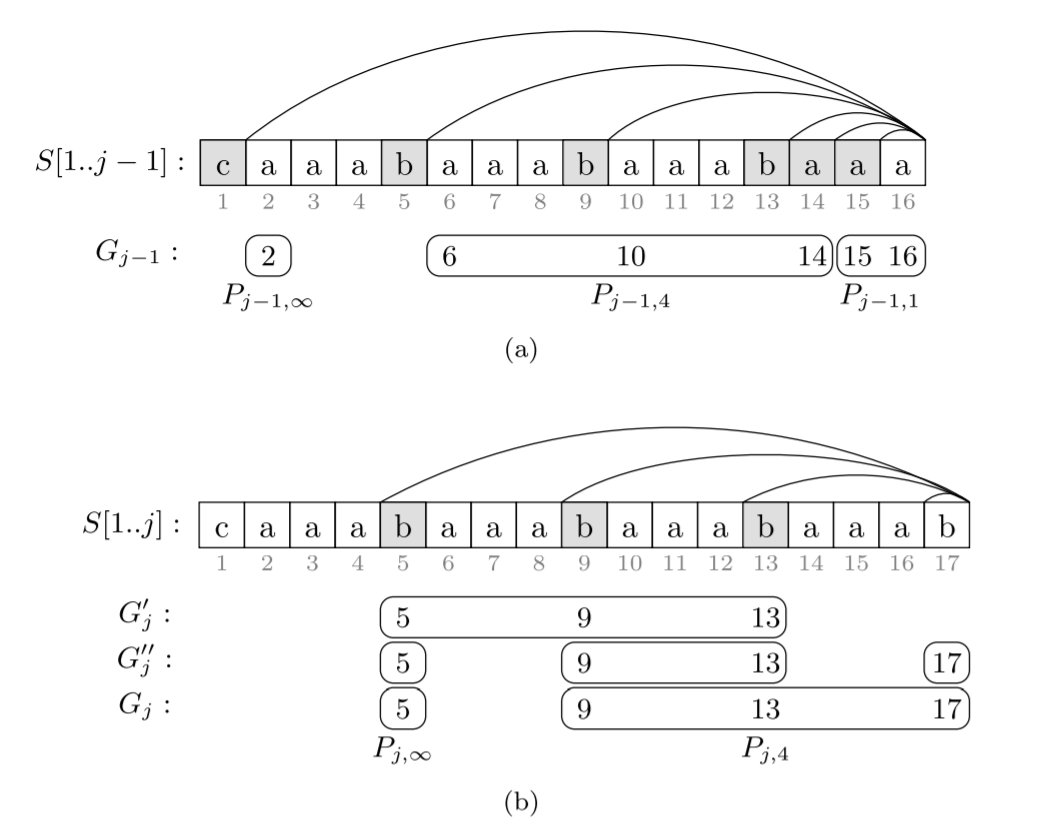 S[1..j − 1] : c a a a b a a a b a a a b a a a
1 2 3 4 5 6 7 8 9 10 11 12 13 14 15 16
G_{j−1} : 2 6 10 14 15 16
P_{j−1,∞} P_{j−1,4} P_{j−1,1}
(a)
S[1..j] : c a a a b a a a b a a a b a a a b
1 2 3 4 5 6 7 8 9 10 11 12 13 14 15 16 17
G′_j : 5 9 13
G″_j : 5 9 13 17
G_j : 5 9 13 17
P_{j,∞} P_{j,4}
(b)